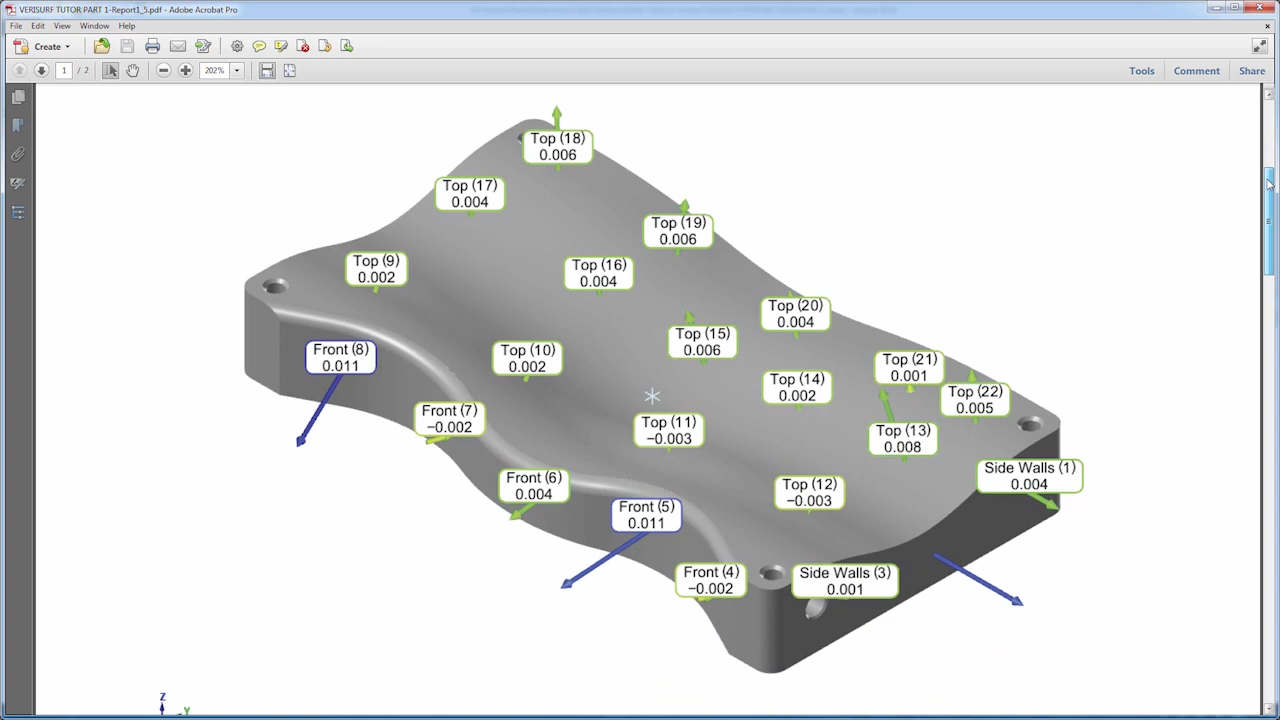 VERISURF TUTOR PART 1-Report1_5.pdf - Adobe Acrobat Pro
File Edit View Window Help
Create
1 / 2 202% Tools Comment Share
Top (18)
0.006
Top (17)
0.004
Top (19)
0.006
Top (9)
0.002
Top (16)
0.004
Top (20)
0.004
Top (15)
0.006
Front (8)
0.011
Top (10)
0.002
Top (21)
0.001
Top (14)
0.002
Top (22)
0.005
Front (7)
−0.002
Top (11)
−0.003
Top (13)
0.008
Side Walls (1)
0.004
Front (6)
0.004
Top (12)
−0.003
Front (5)
0.011
Front (4)
−0.002
Side Walls (3)
0.001
Z
Y